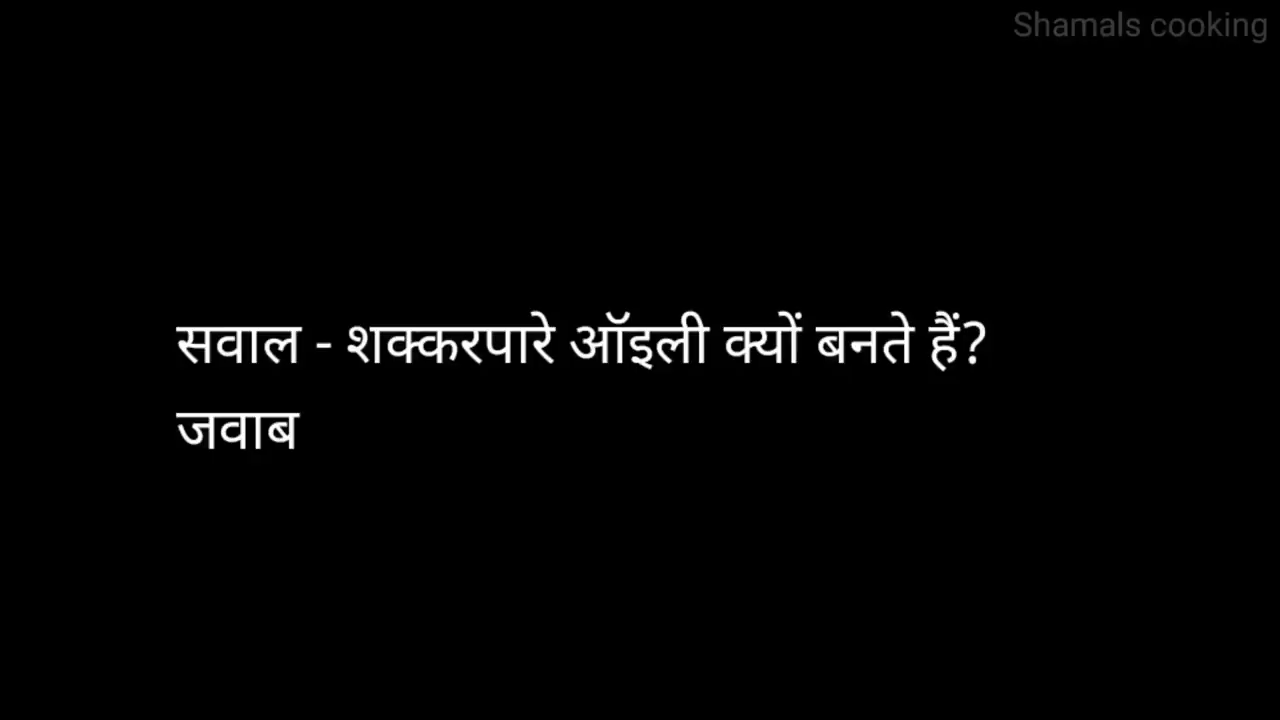 Shamals cooking
सवाल - शक्करपारे ऑइली क्यों बनते हैं?
जवाब